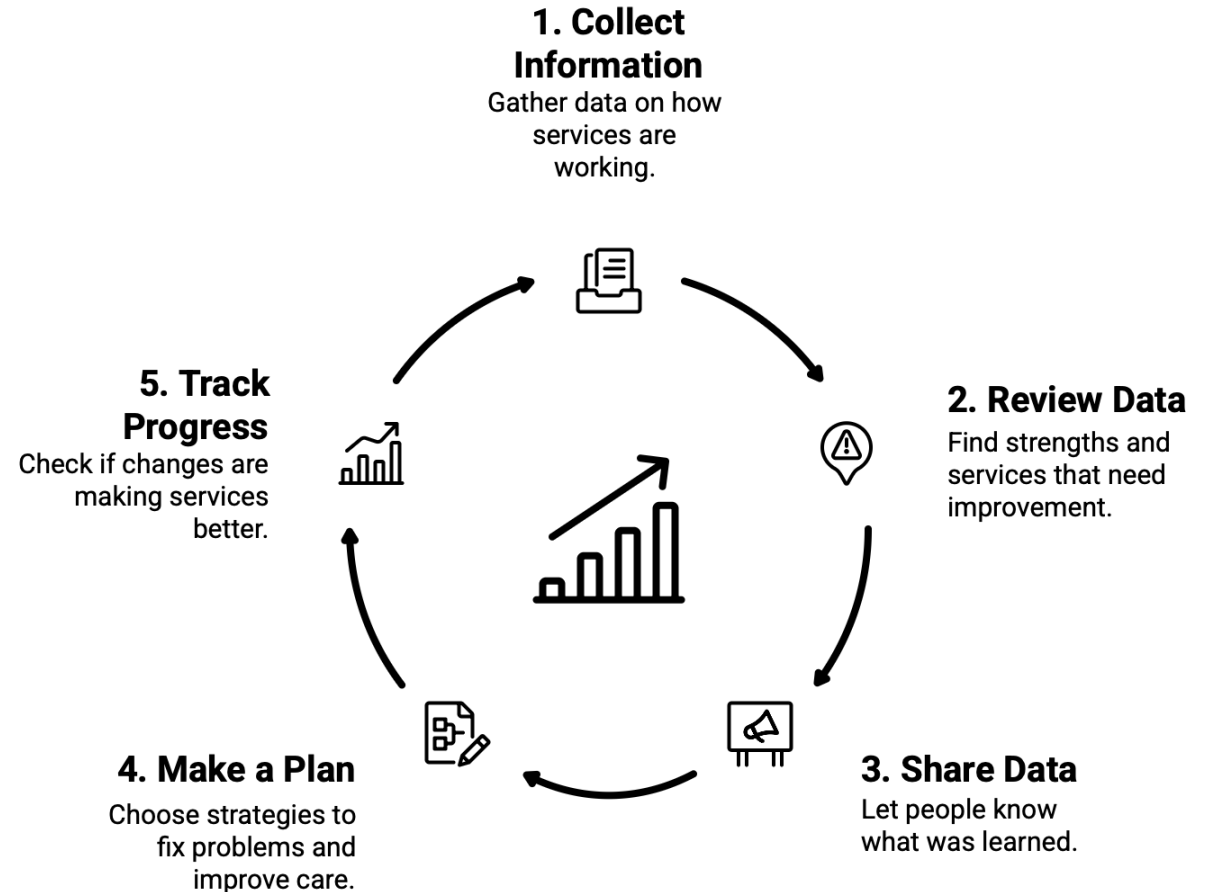 1. Collect
Information
Gather data on how
services are
working.
2. Review Data
Find strengths and
services that need
improvement.
3. Share Data
Let people know
what was learned.
4. Make a Plan
Choose strategies to
fix problems and
improve care.
5. Track
Progress
Check if changes are
making services
better.